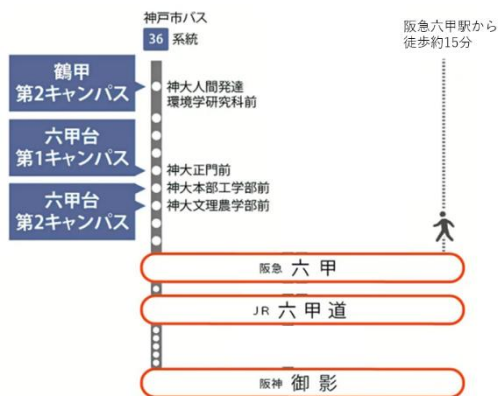 神戸市バス
36 系統
阪急六甲駅から
徒歩約15分
鶴甲
第2キャンパス
神大人間発達
環境学研究科前
六甲台
第1キャンパス
神大正門前
神大本部工学部前
六甲台
第2キャンパス
神大文理農学部前
阪急 六甲
JR 六甲道
阪神 御影